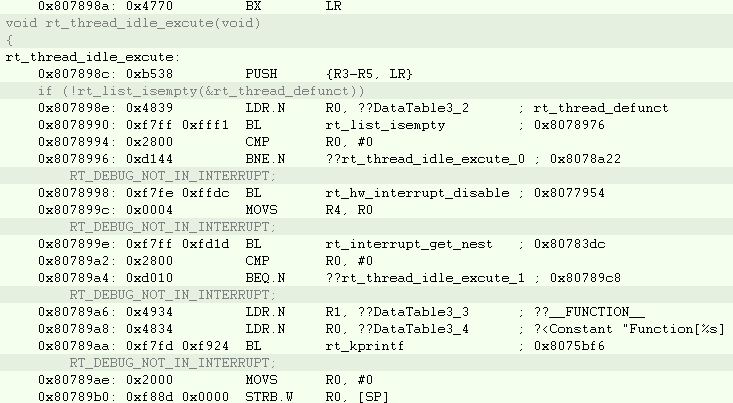 0x807898a: 0x4770 BX LR
void rt_thread_idle_excute(void)
{
rt_thread_idle_excute:
0x807898c: 0xb538 PUSH {R3-R5, LR}
if (!rt_list_isempty(&rt_thread_defunct))
0x807898e: 0x4839 LDR.N R0, ??DataTable3_2 ; rt_thread_defunct
0x8078990: 0xf7ff 0xfff1 BL rt_list_isempty ; 0x8078976
0x8078994: 0x2800 CMP R0, #0
0x8078996: 0xd144 BNE.N ??rt_thread_idle_excute_0 ; 0x8078a22
RT_DEBUG_NOT_IN_INTERRUPT;
0x8078998: 0xf7fe 0xffdc BL rt_hw_interrupt_disable ; 0x8077954
0x807899c: 0x0004 MOVS R4, R0
RT_DEBUG_NOT_IN_INTERRUPT;
0x807899e: 0xf7ff 0xfd1d BL rt_interrupt_get_nest ; 0x80783dc
0x80789a2: 0x2800 CMP R0, #0
0x80789a4: 0xd010 BEQ.N ??rt_thread_idle_excute_1 ; 0x80789c8
RT_DEBUG_NOT_IN_INTERRUPT;
0x80789a6: 0x4934 LDR.N R1, ??DataTable3_3 ; ??__FUNCTION__
0x80789a8: 0x4834 LDR.N R0, ??DataTable3_4 ; ?<Constant "Function[%s]
0x80789aa: 0xf7fd 0xf924 BL rt_kprintf ; 0x8075bf6
RT_DEBUG_NOT_IN_INTERRUPT;
0x80789ae: 0x2000 MOVS R0, #0
0x80789b0: 0xf88d 0x0000 STRB.W R0, [SP]